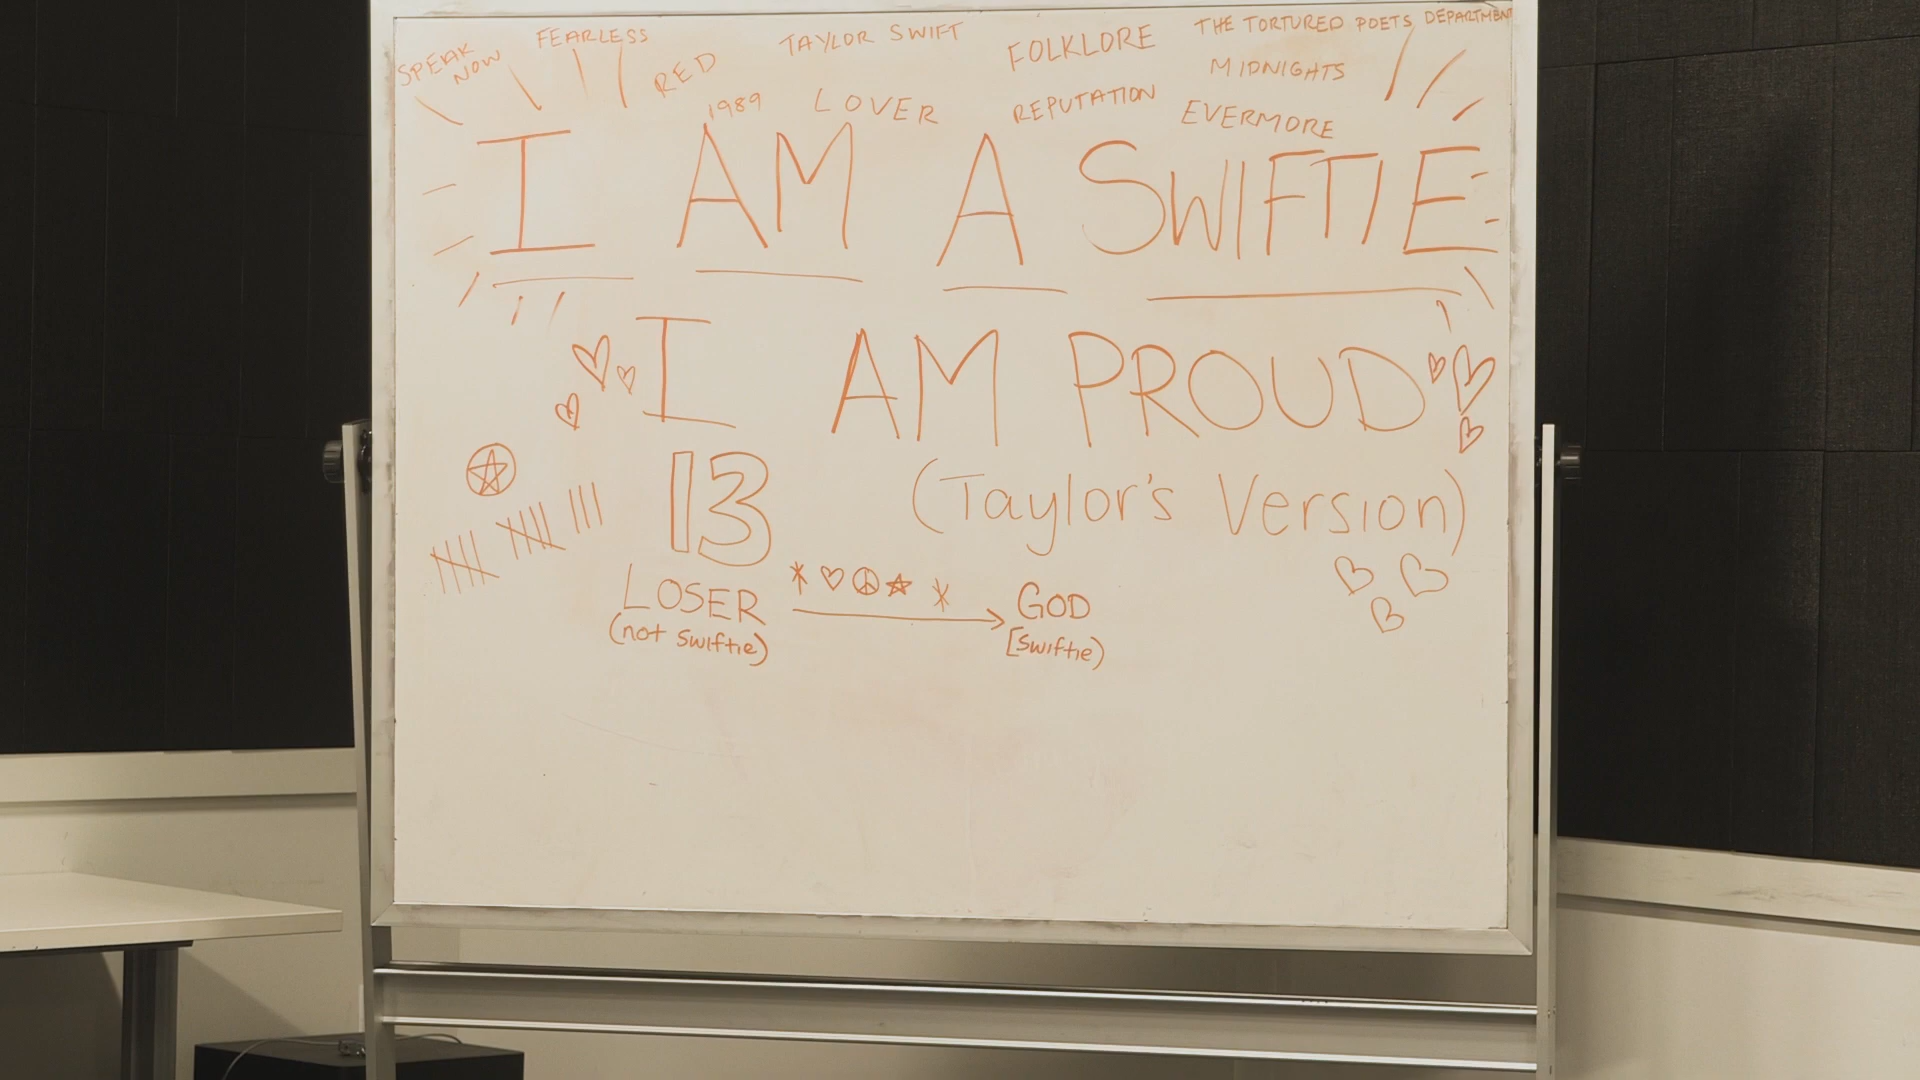 SPEAK NOW
FEARLESS
RED
1989
TAYLOR SWIFT
LOVER
FOLKLORE
REPUTATION
THE TORTURED POETS DEPARTMENT
MIDNIGHTS
EVERMORE
I AM A SWIFTIE
I AM PROUD
13 (Taylor's Version)
LOSER → GOD
(not swiftie) [swiftie)